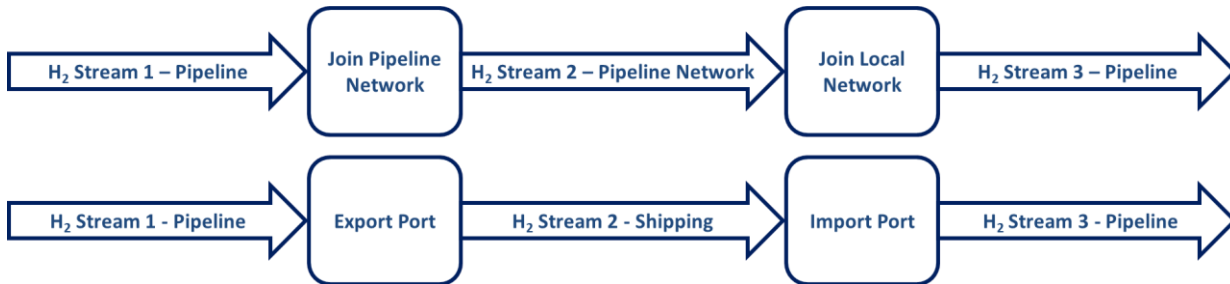 H₂ Stream 1 – Pipeline
Join Pipeline
Network
H₂ Stream 2 – Pipeline Network
Join Local
Network
H₂ Stream 3 – Pipeline
H₂ Stream 1 - Pipeline
Export Port
H₂ Stream 2 - Shipping
Import Port
H₂ Stream 3 - Pipeline